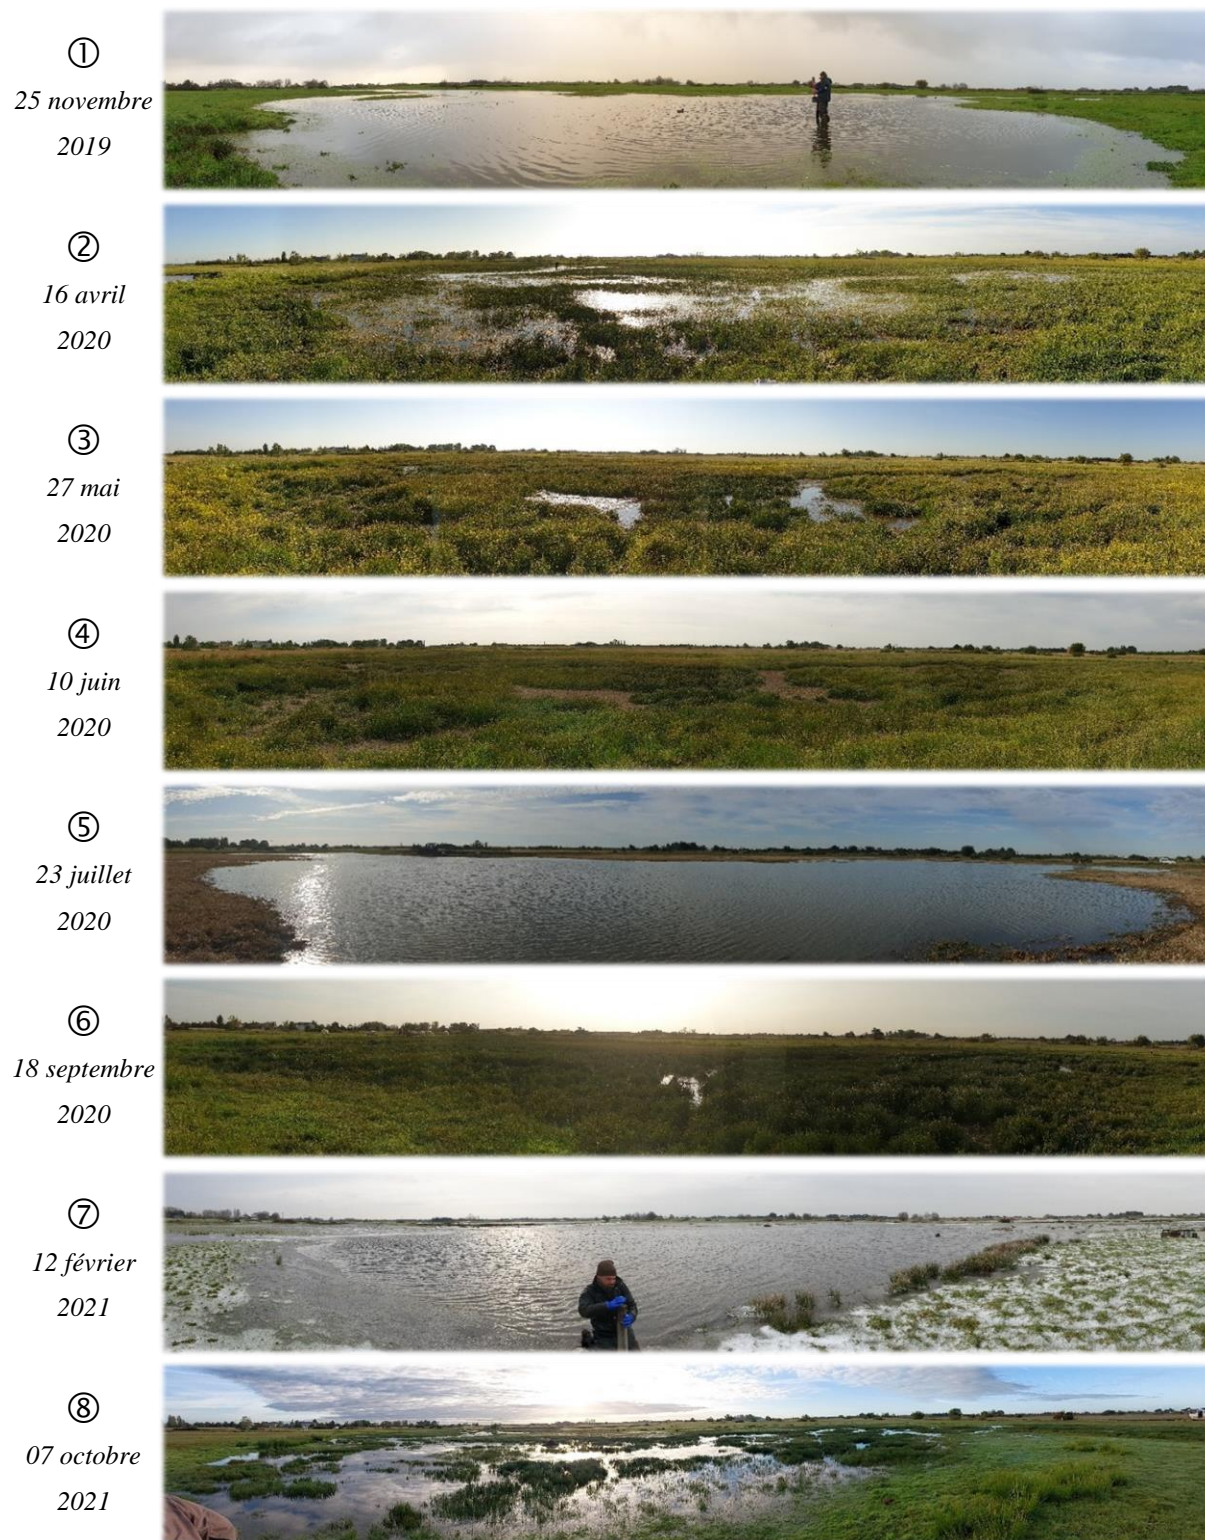 ①
25 novembre
2019
②
16 avril
2020
③
27 mai
2020
④
10 juin
2020
⑤
23 juillet
2020
⑥
18 septembre
2020
⑦
12 février
2021
⑧
07 octobre
2021